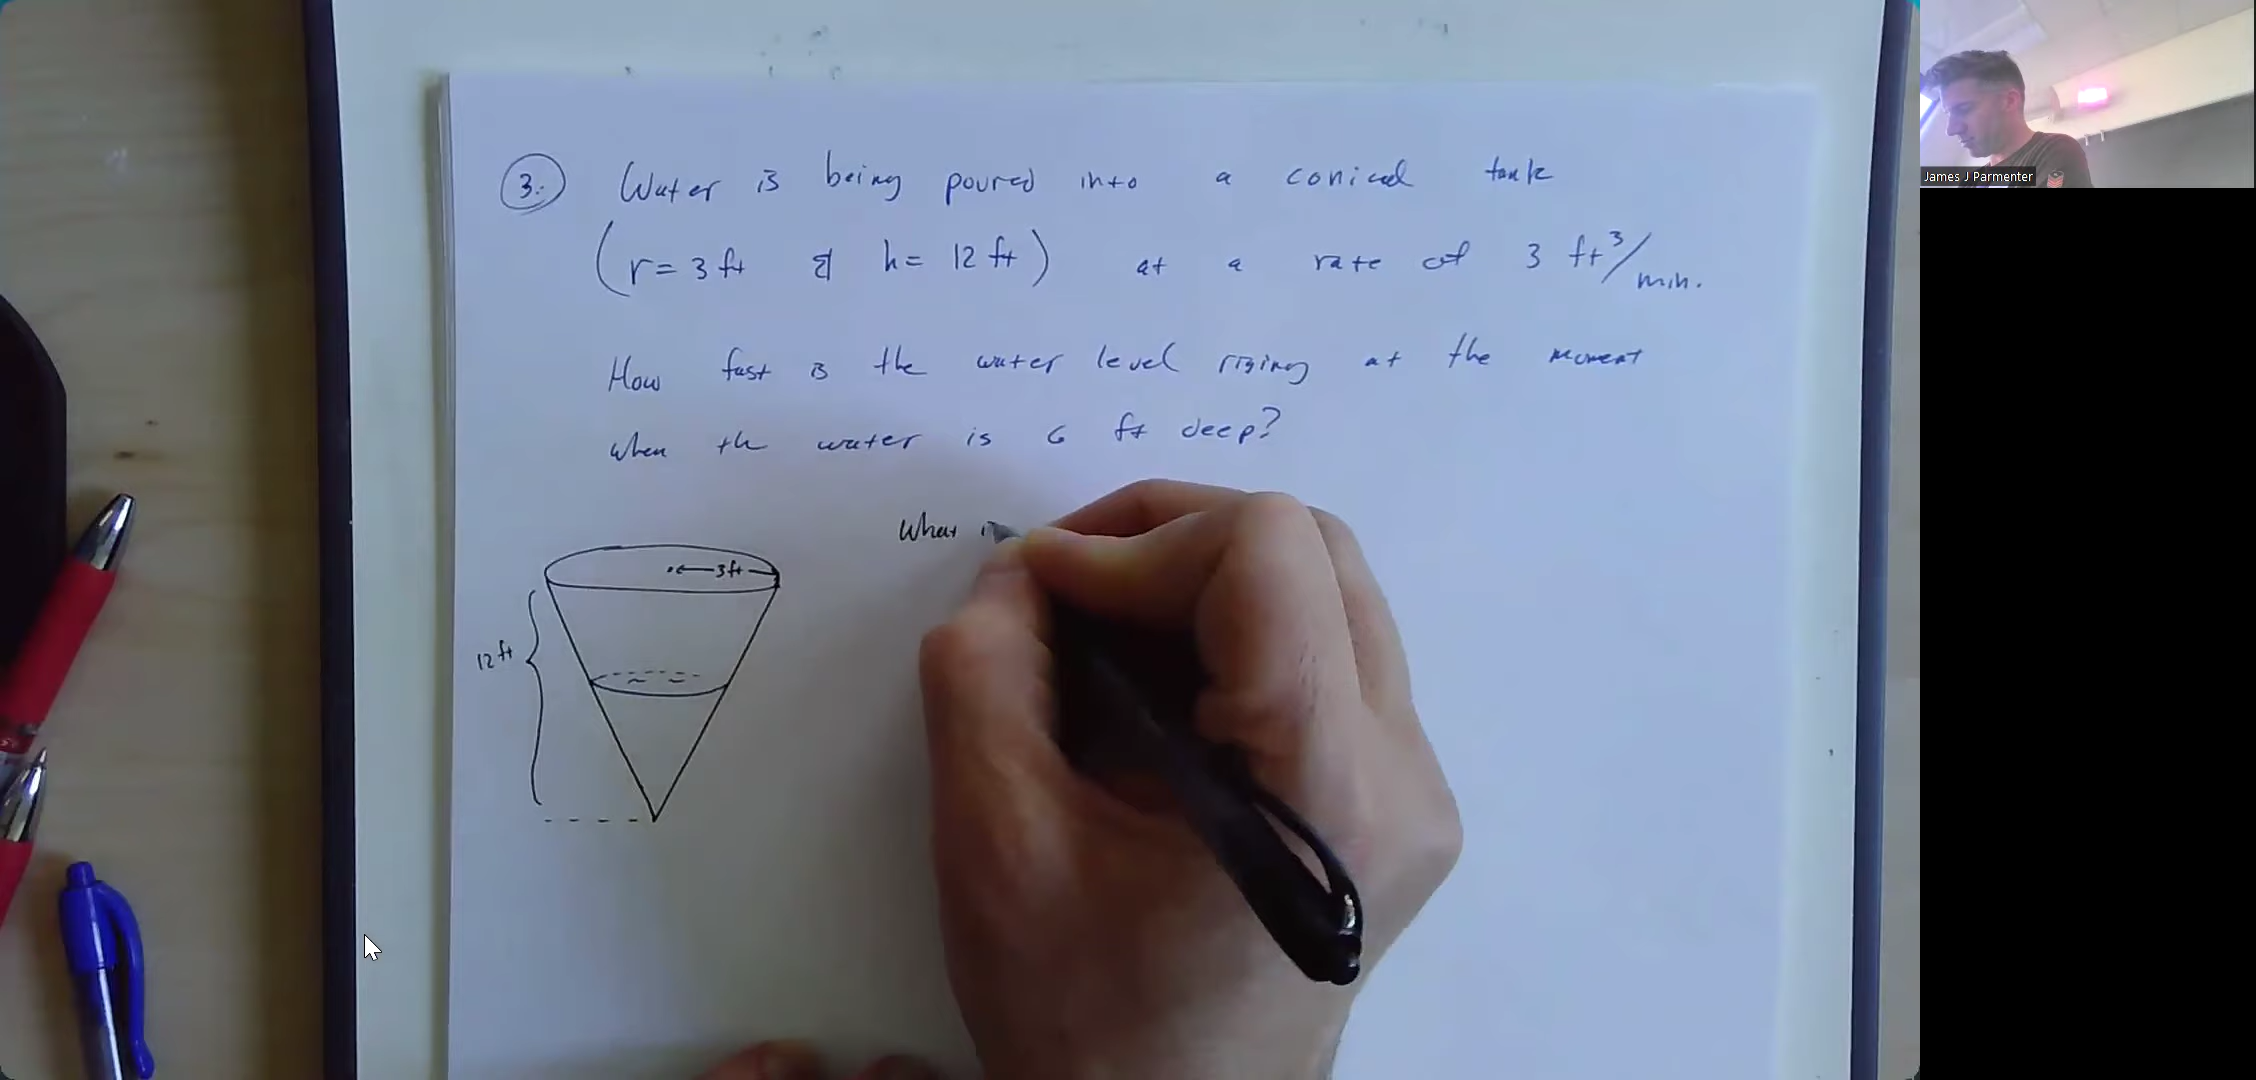 3. Water is being poured into a conical tank
(r = 3 ft & h = 12 ft) at a rate of 3 ft³/min.
How fast is the water level rising at the moment
when the water is 6 ft deep?
What i
3ft
12 ft
James J Parmenter